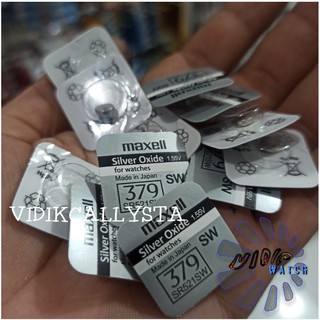 maxell
Silver Oxide 1.55V
for watches
Made in Japan
379 SW
SR521SW
VIDIKCALLYSTA
maxell
Silver Oxide 1.55V
for watches
Made in Japan
379 SW
SR521SW
VIDIK
WATCH